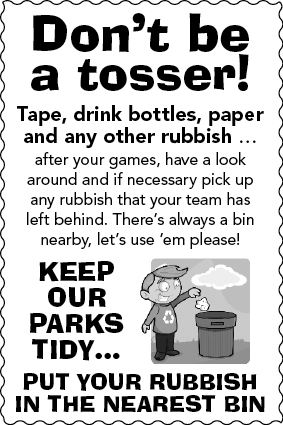 Don't be
a tosser!
Tape, drink bottles, paper
and any other rubbish …
after your games, have a look
around and if necessary pick up
any rubbish that your team has
left behind. There's always a bin
nearby, let's use 'em please!
KEEP
OUR
PARKS
TIDY...
PUT YOUR RUBBISH
IN THE NEAREST BIN